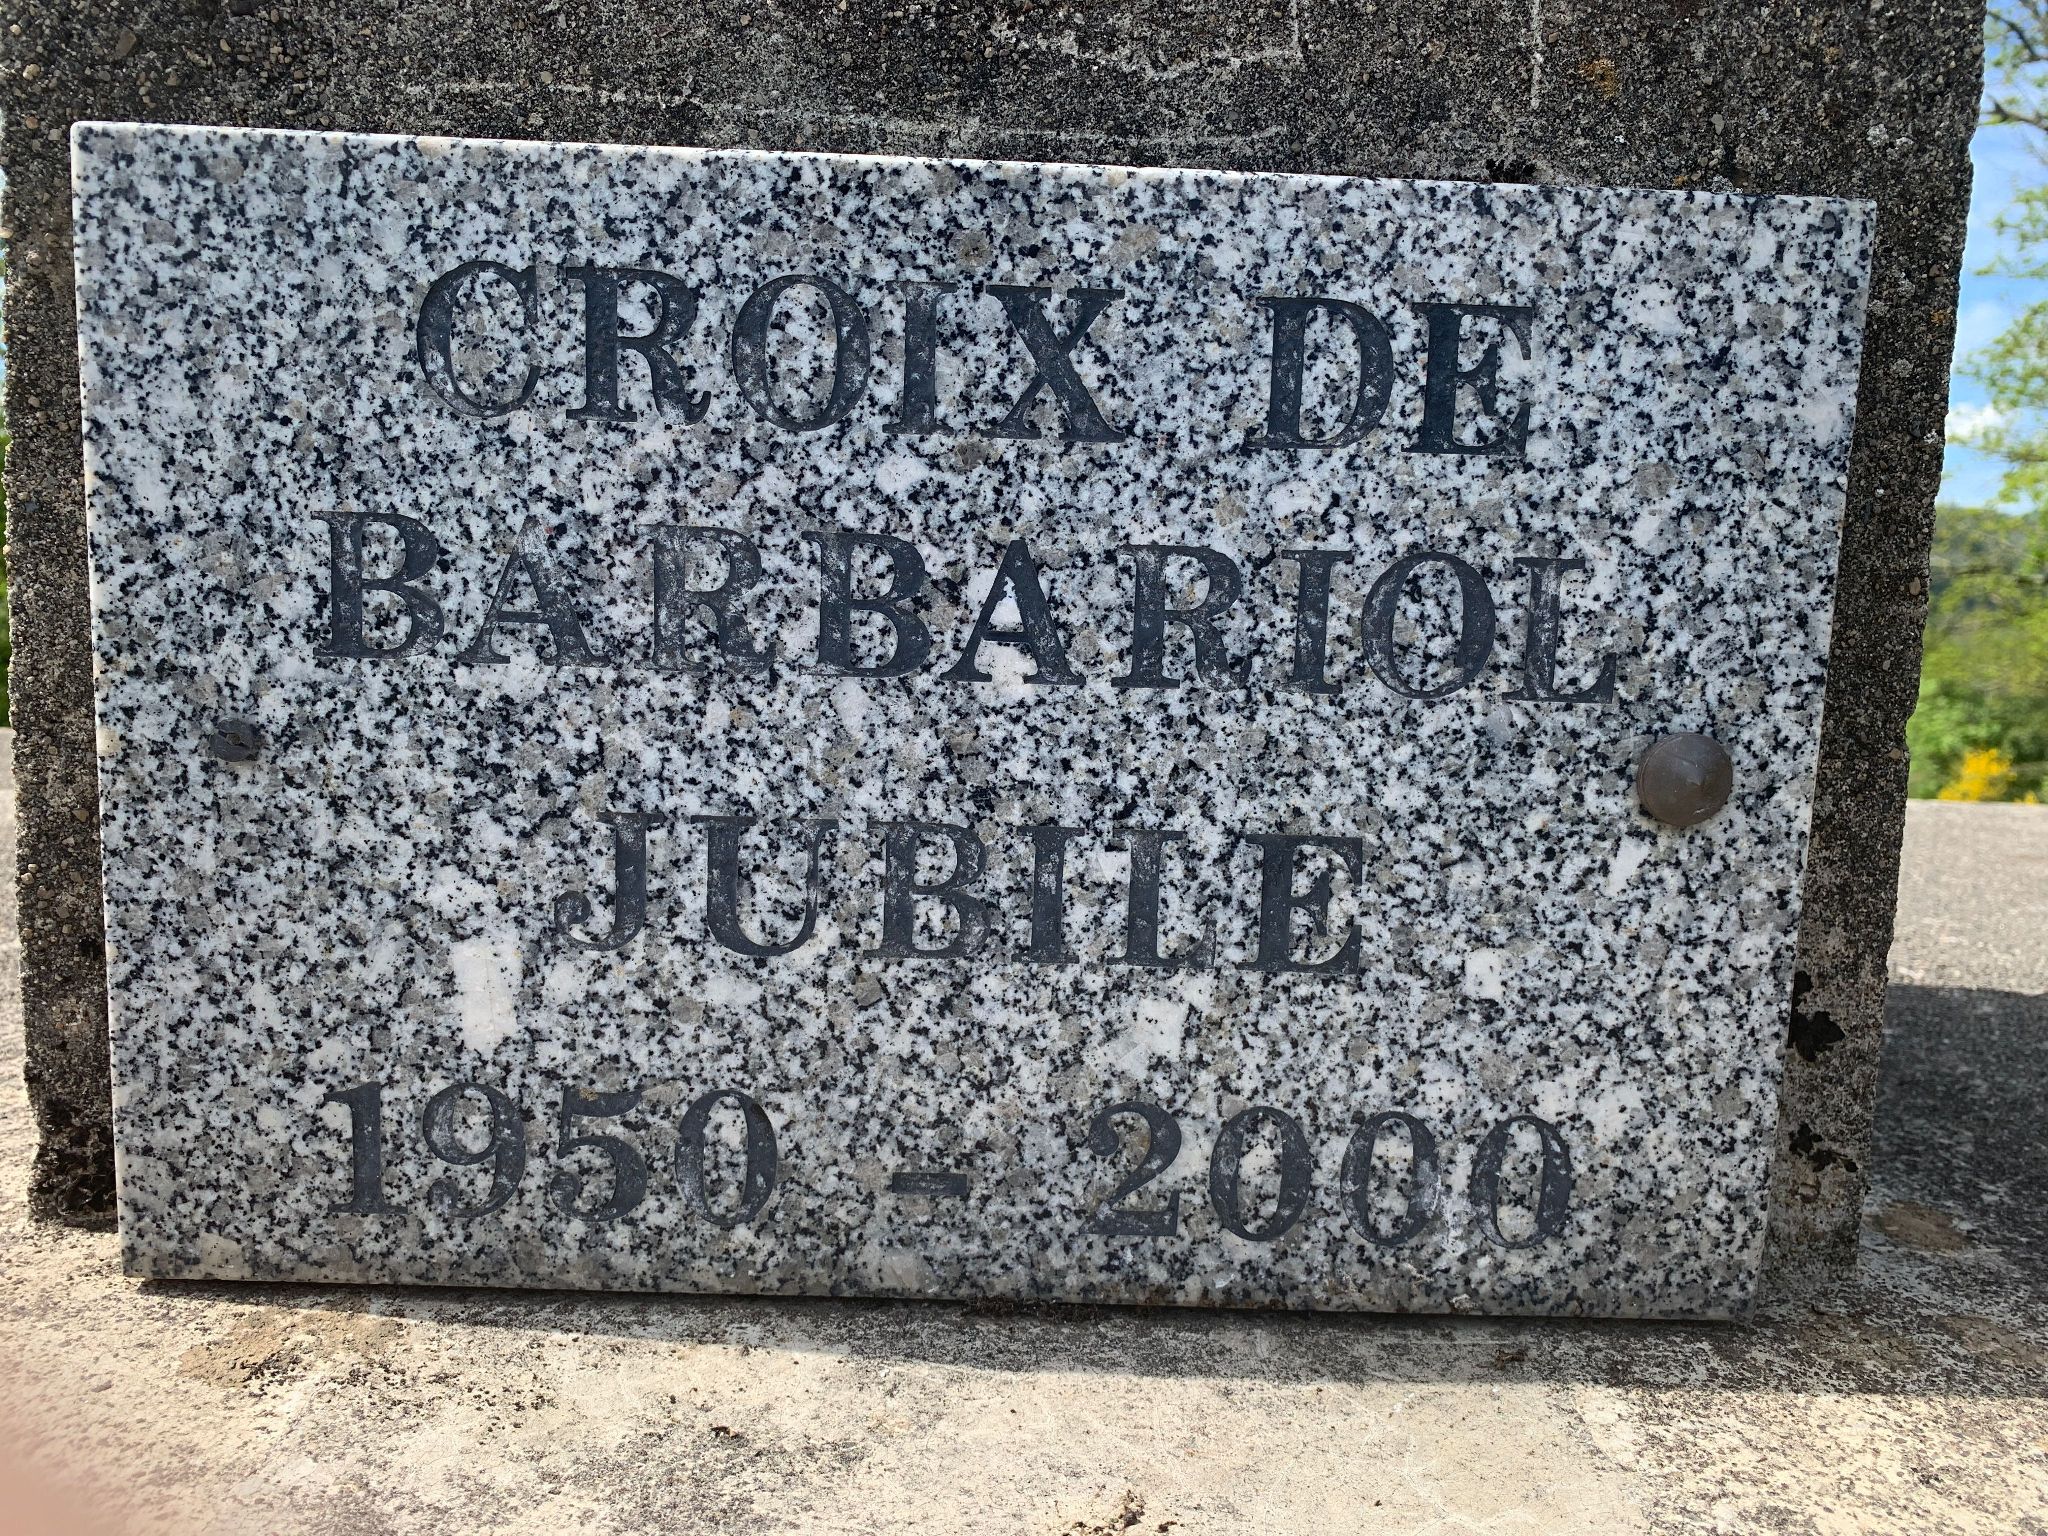 CROIX DE
BARBARIOL
JUBILE
1950 - 2000